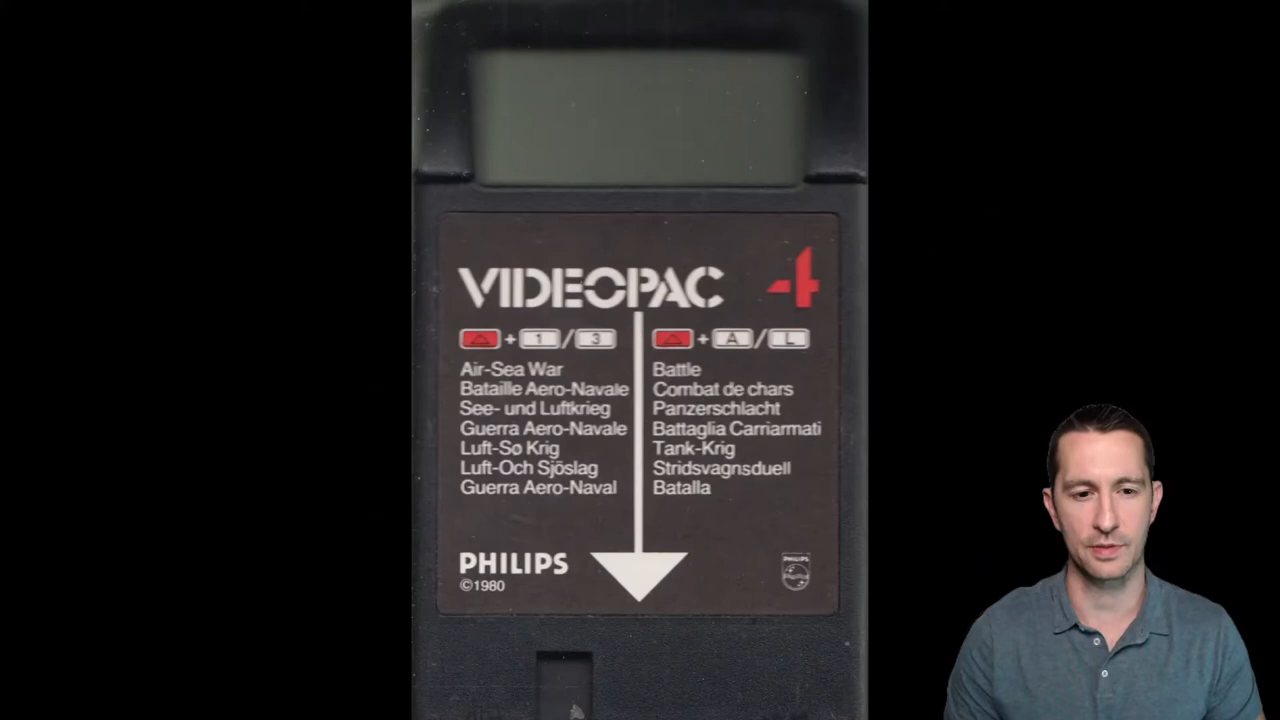 VIDEOPAC 4
△ + 1 / 3
Air-Sea War
Bataille Aero-Navale
See- und Luftkrieg
Guerra Aero-Navale
Luft-Sø Krig
Luft-Och Sjöslag
Guerra Aero-Naval
△ + A / L
Battle
Combat de chars
Panzerschlacht
Battaglia Carriarmati
Tank-Krig
Stridsvagnsduell
Batalla
PHILIPS
©1980
PHILIPS